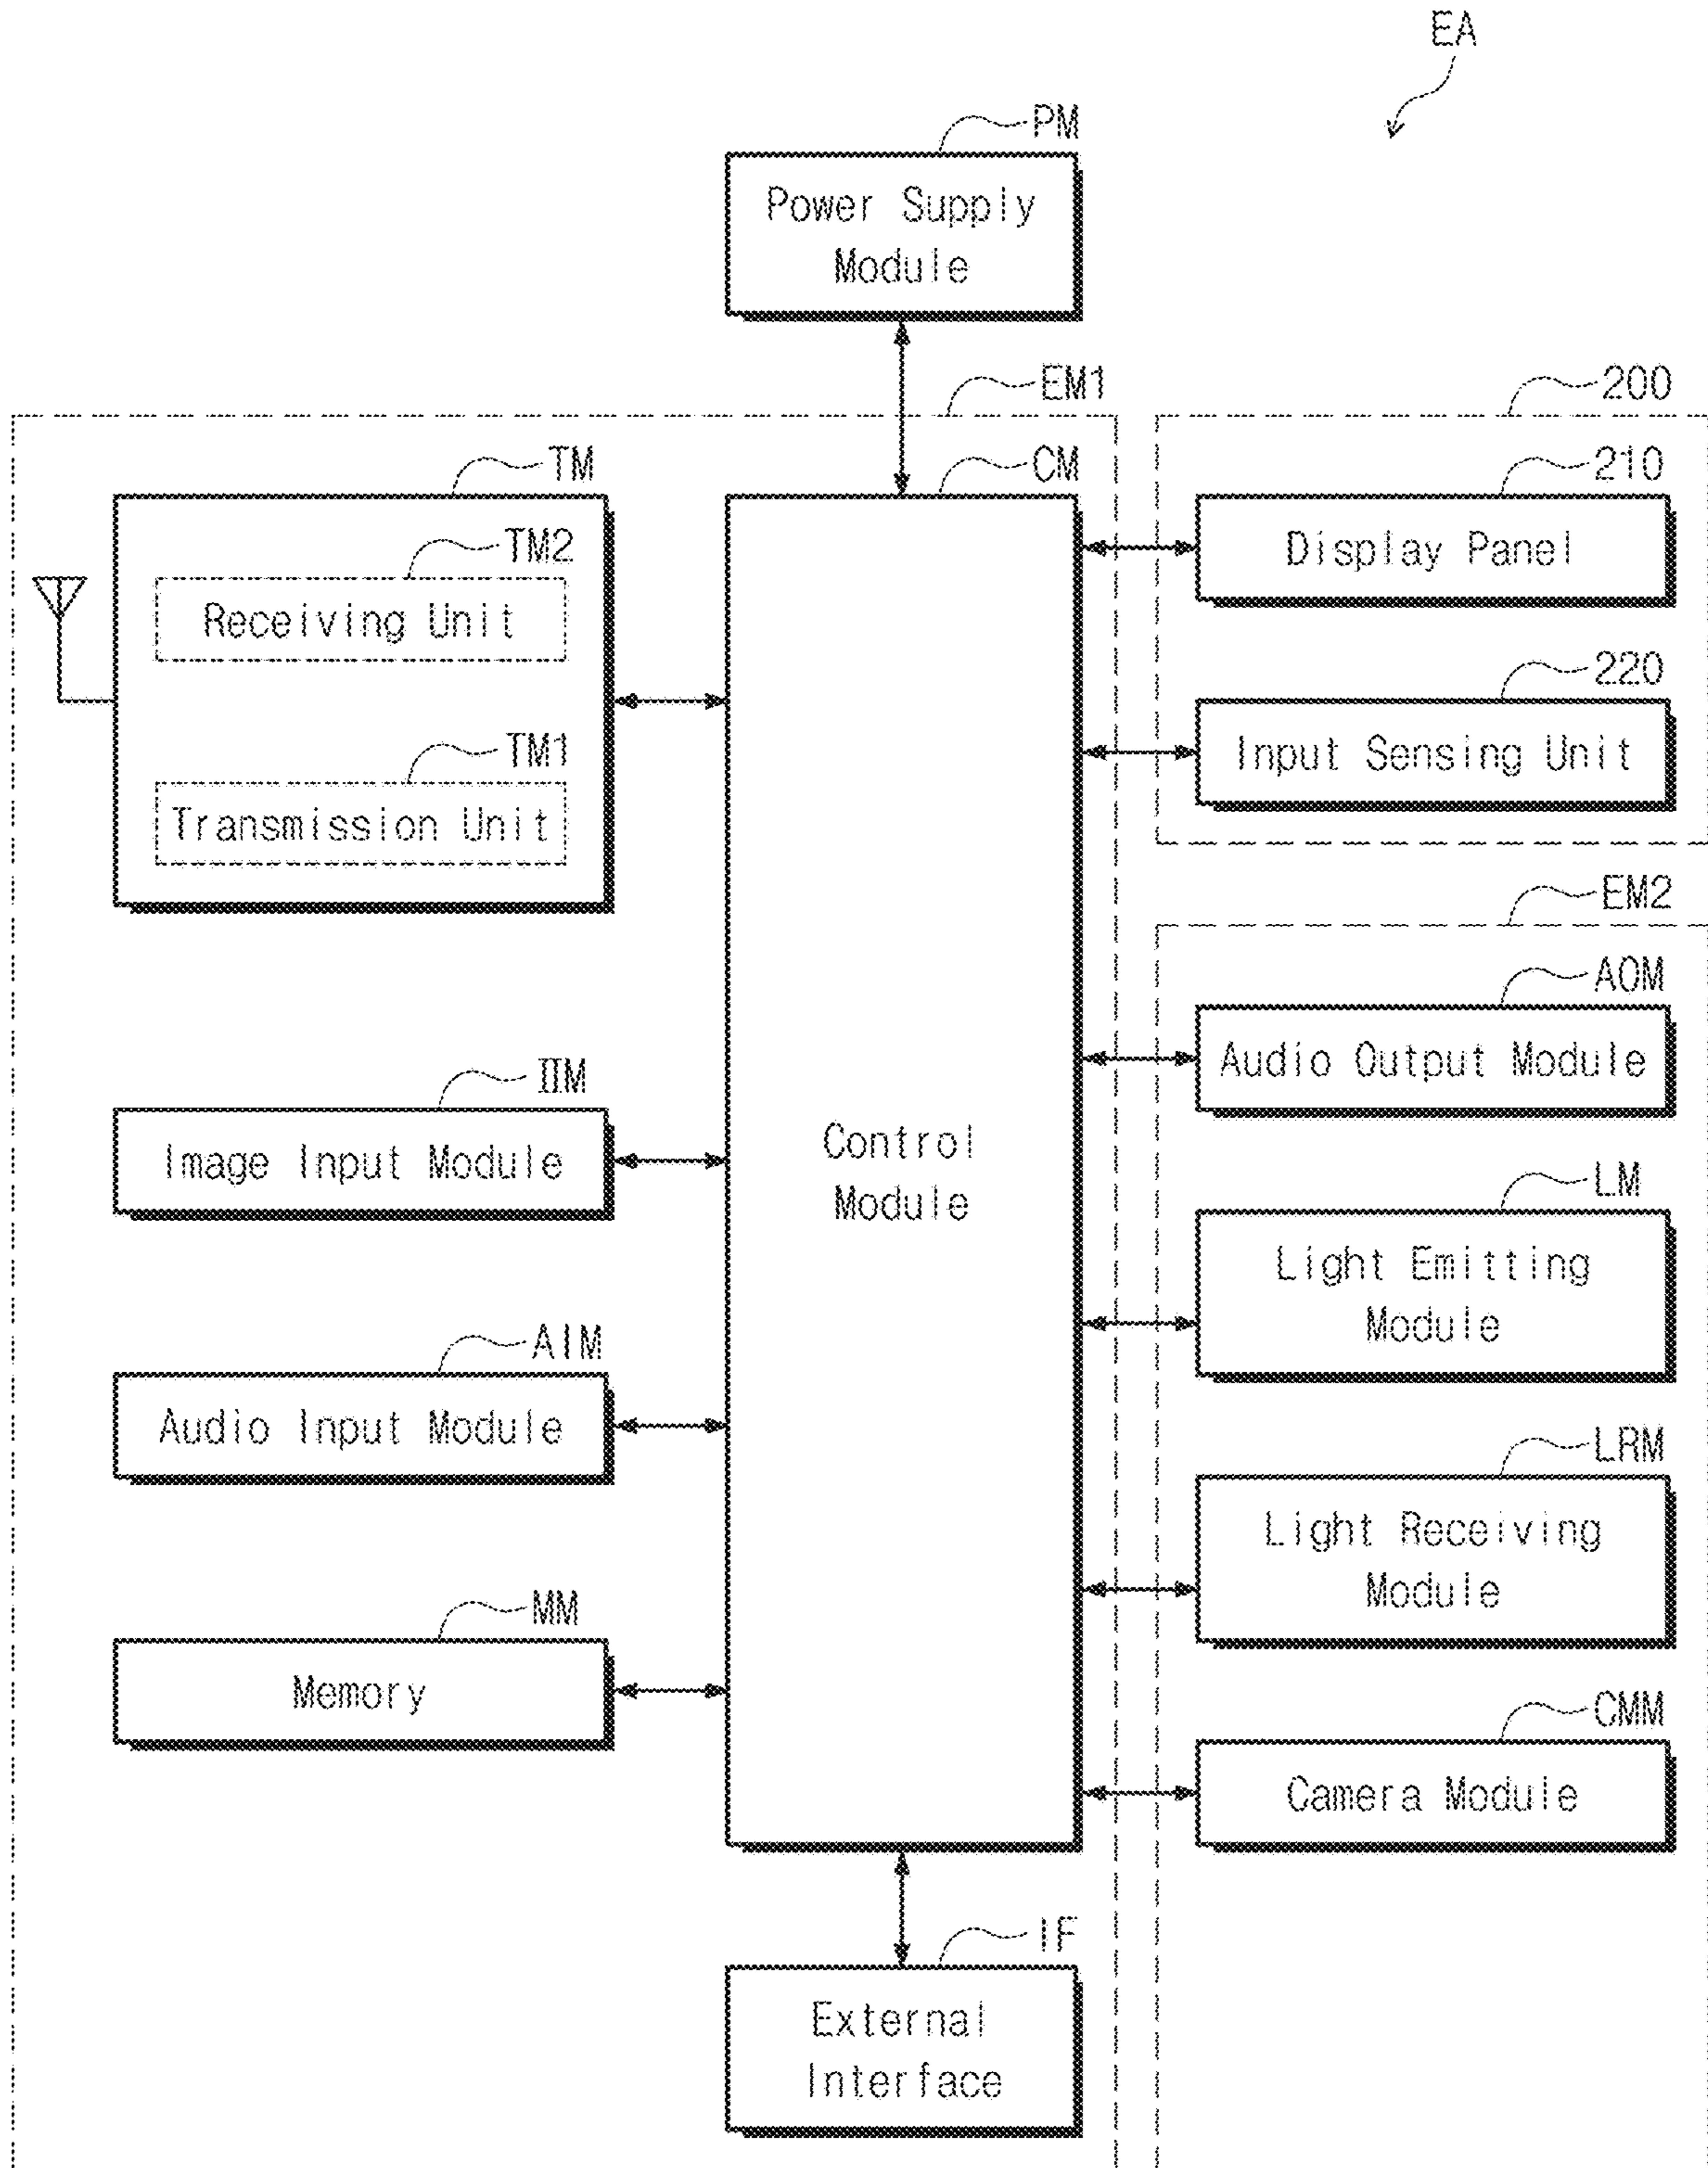 EA
PM
Power Supply
Module
EM1
200
TM
CM
210
Display Panel
TM2
Receiving Unit
220
Input Sensing Unit
TM1
Transmission Unit
EM2
AOM
Audio Output Module
IIM
Image Input Module
Control
Module
LM
Light Emitting
Module
AIM
Audio Input Module
LRM
Light Receiving
Module
MM
Memory
CMM
Camera Module
IF
External
Interface